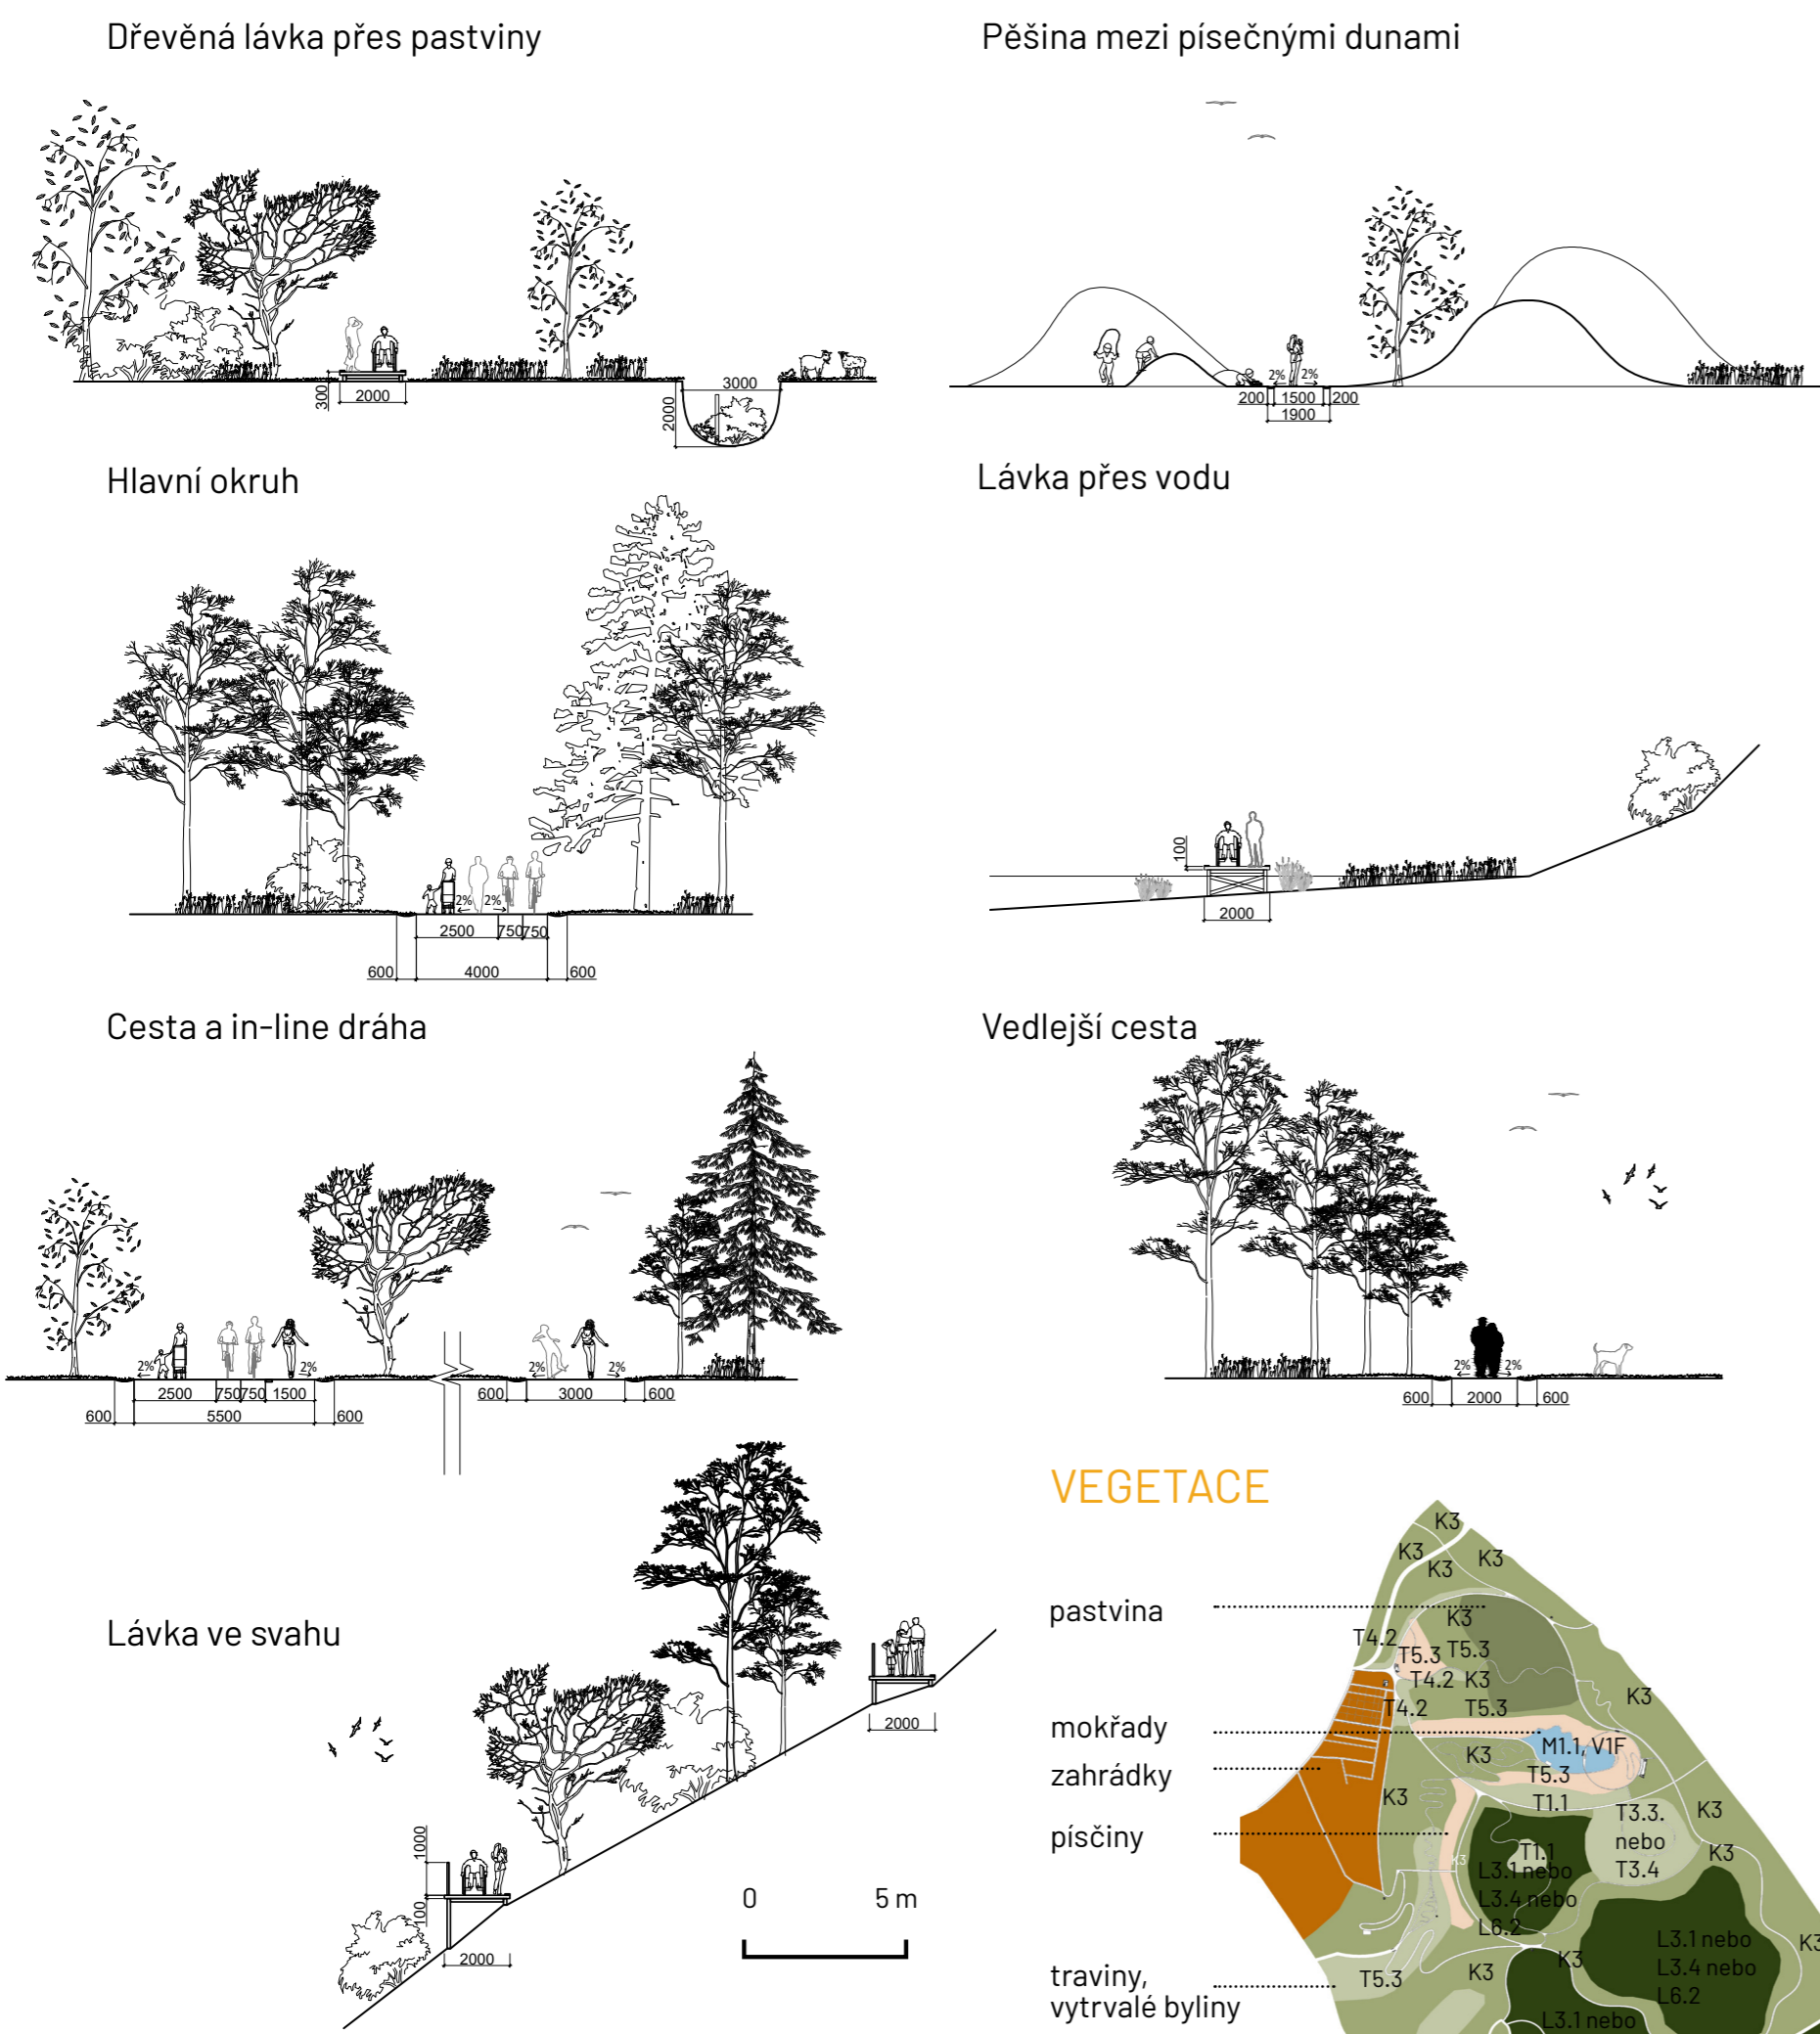 Dřevěná lávka přes pastviny
300
2000
2000
3000
Pěšina mezi písečnými dunami
2% 2%
200 1500 200
1900
Hlavní okruh
2% 2%
2500 750 750
600 4000 600
Lávka přes vodu
100
2000
Cesta a in-line dráha
2% 2%
2500 750 750 1500
600 5500 600
2% 2%
600 3000 600
Vedlejší cesta
2% 2%
600 2000 600
Lávka ve svahu
2000
1000
100
2000
0 5 m
VEGETACE
pastvina
mokřady
zahrádky
písčiny
traviny,
vytrvalé byliny
K3
K3
K3
K3
K3
T4.2
T5.3
T5.3
T4.2
K3
T4.2
T5.3
K3
M1.1, V1F
K3
T5.3
T1.1
K3
T3.3.
nebo
T3.4
K3
K3
K3
T1.1
L3.1 nebo
L3.4 nebo
L6.2
L3.1 nebo
L3.4 nebo
L6.2
K3
K3
K3
T5.3
L3.1 nebo